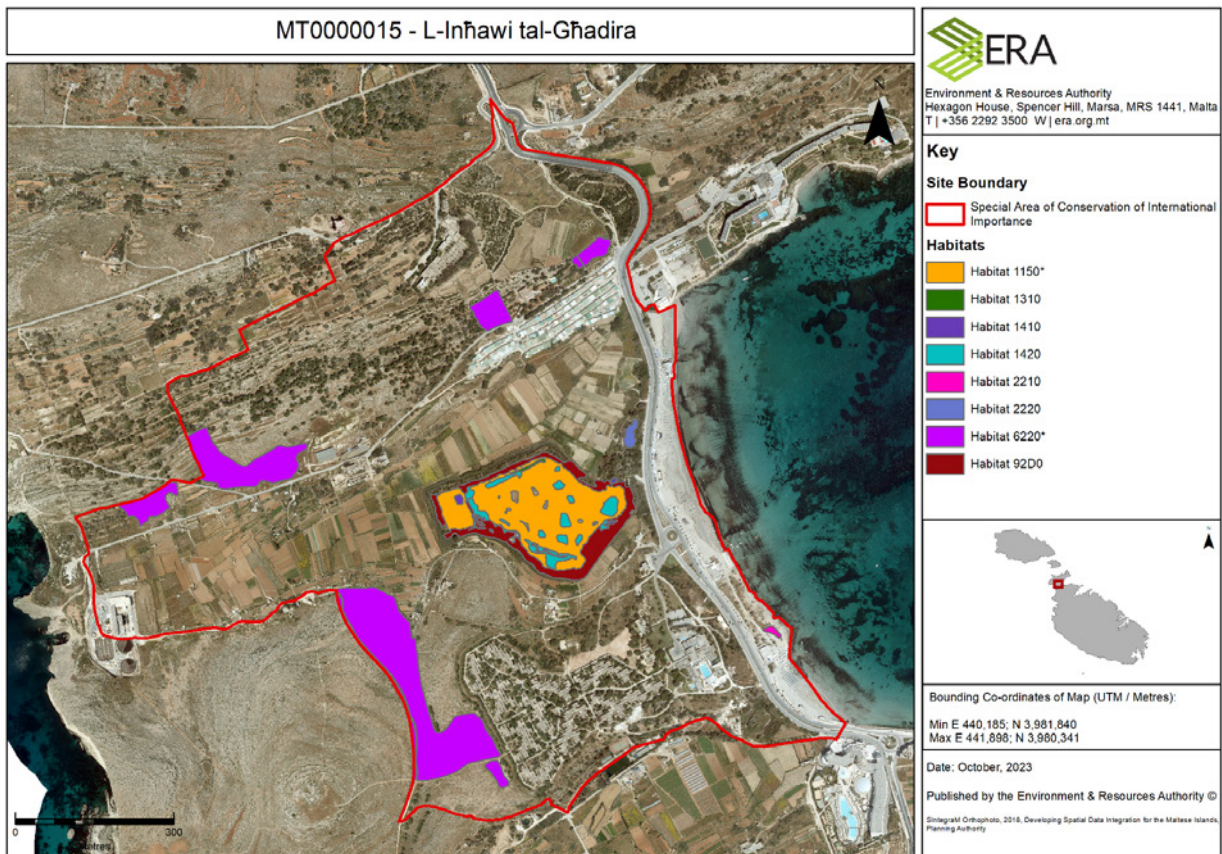 MT0000015 - L-Inħawi tal-Għadira
ERA
Environment & Resources Authority
Hexagon House, Spencer Hill, Marsa, MRS 1441, Malta
T | +356 2292 3500 W | era.org.mt
Key
Site Boundary
Special Area of Conservation of International
Importance
Habitats
Habitat 1150*
Habitat 1310
Habitat 1410
Habitat 1420
Habitat 2210
Habitat 2220
Habitat 6220*
Habitat 92D0
N
Bounding Co-ordinates of Map (UTM / Metres):
Min E 440,185; N 3,981,840
Max E 441,898; N 3,980,341
Date: October, 2023
Published by the Environment & Resources Authority ©
SIntegraM Orthophoto, 2018, Developing Spatial Data Integration for the Maltese Islands,
Planning Authority
0 300
Metres